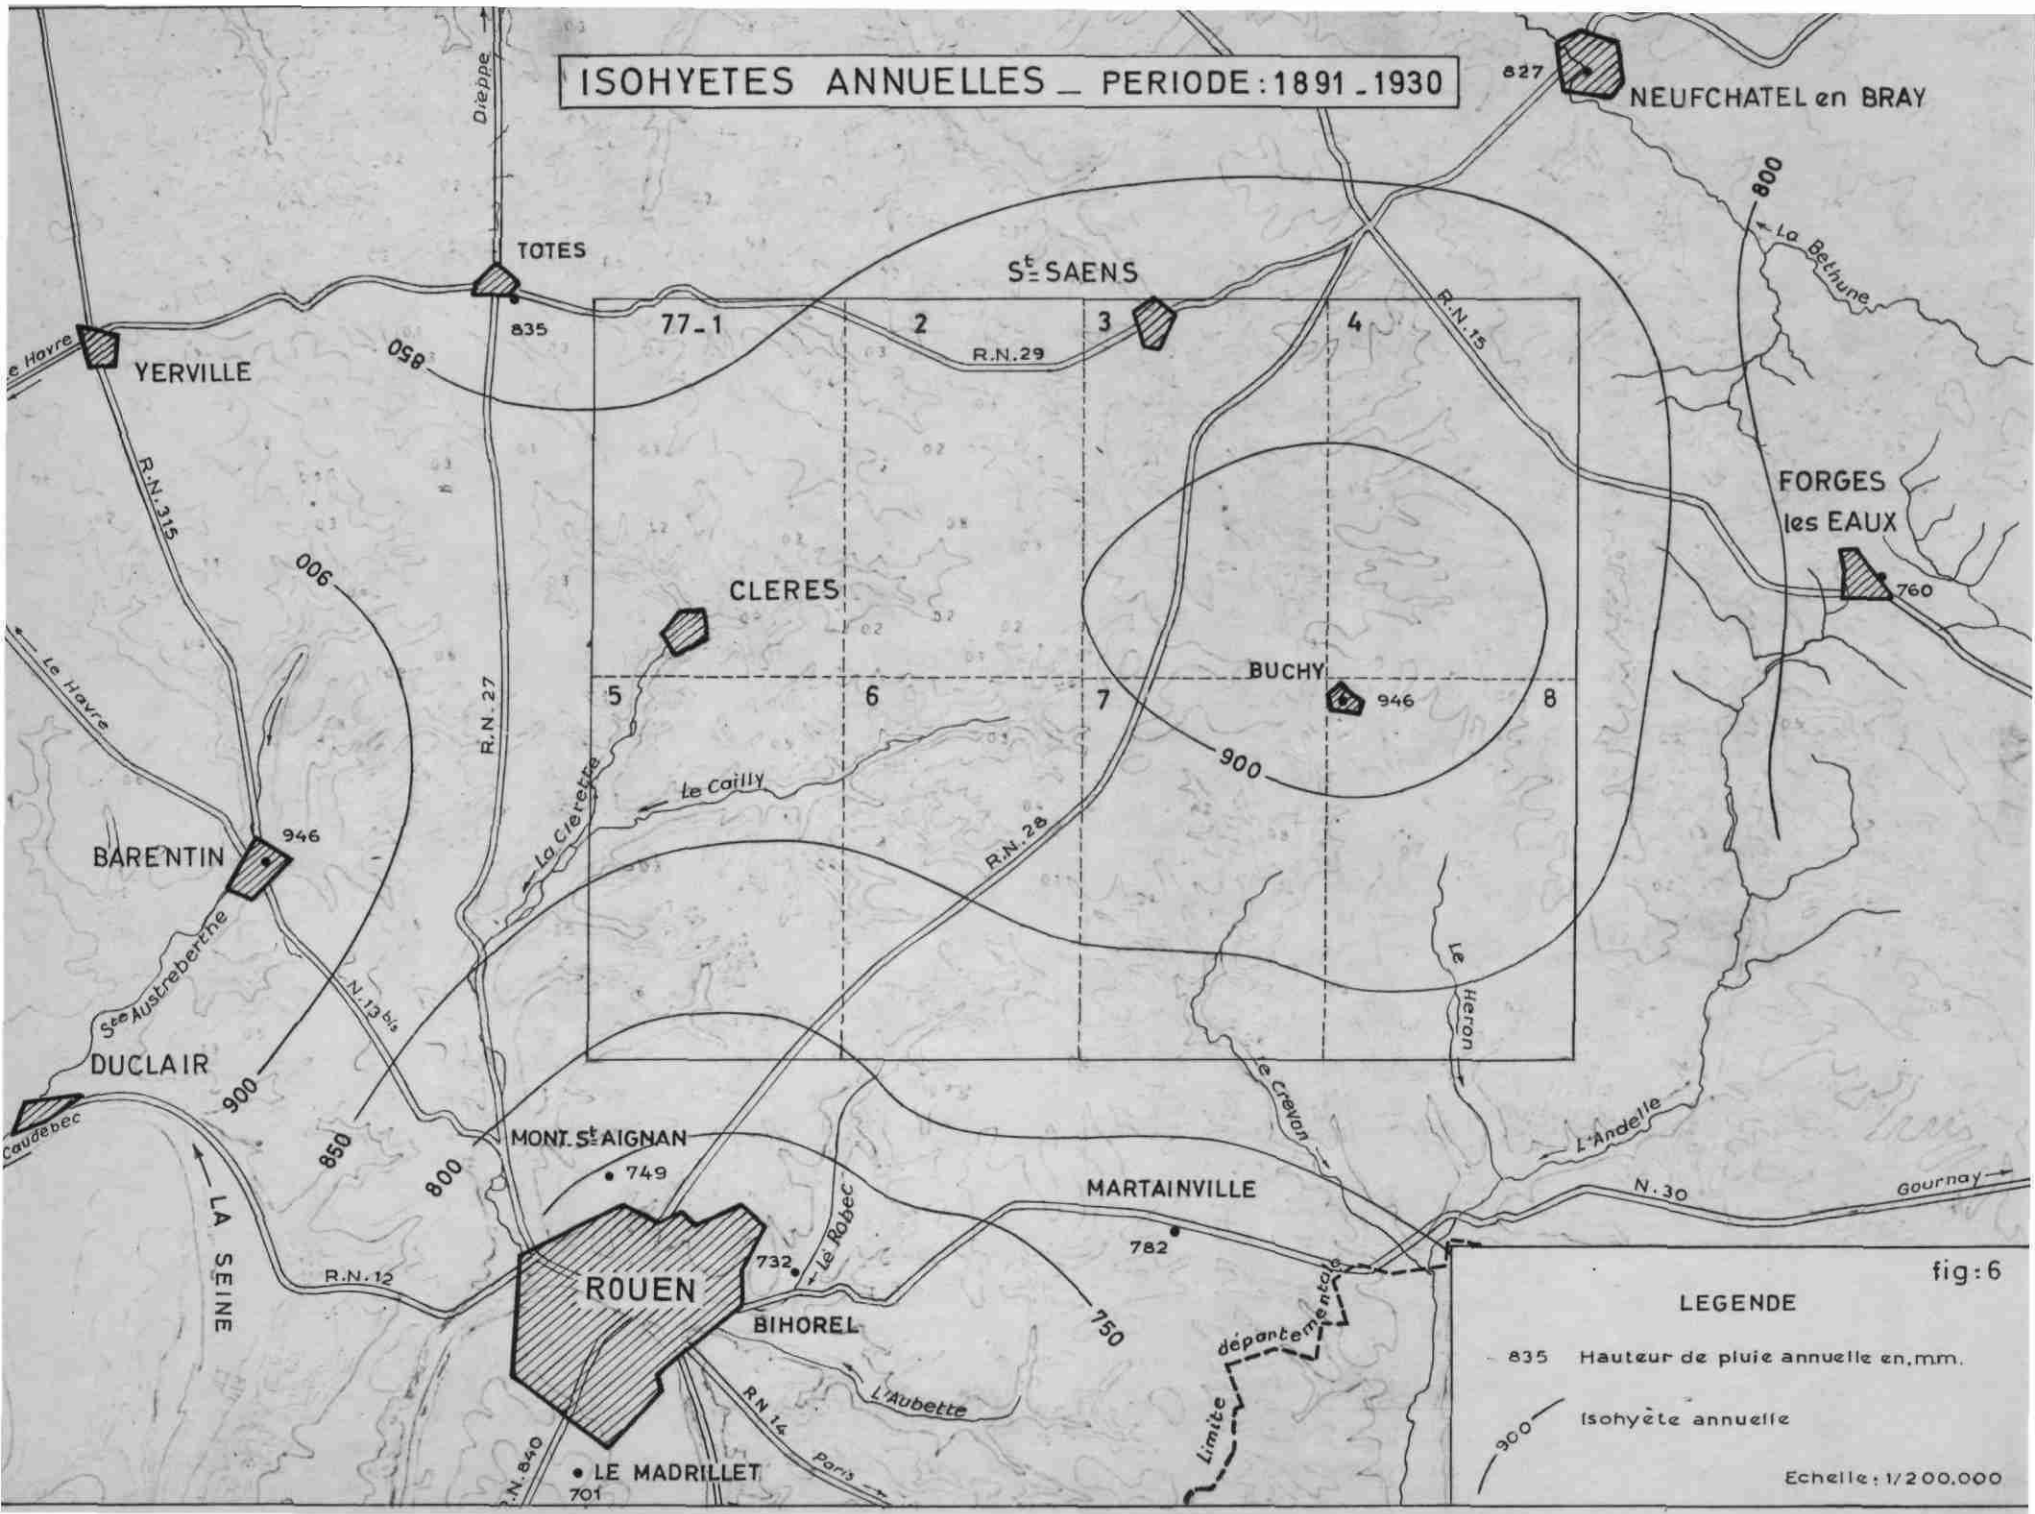 ISOHYETES ANNUELLES _ PERIODE : 1891 _ 1930
Dieppe
827
NEUFCHATEL en BRAY
800
La Bethune
TOTES
835
St SAENS
77-1
2
3
4
R.N.15
R.N.29
850
Le Havre
YERVILLE
R.N.315
FORGES
les EAUX
760
900
CLERES
Le Havre
R.N.27
5
6
7
8
BUCHY
946
900
Le Cailly
La Clerette
R.N.28
946
BARENTIN
Ste Austreberthe
N.13 bis
Le Heron
DUCLAIR
900
850
800
Caudebec
Le Crevon
L'Andelle
MONT St AIGNAN
749
MARTAINVILLE
782
N.30
Gournay
LA SEINE
Le Robec
732
R.N.12
ROUEN
BIHOREL
750
Limite départementale
L'Aubette
RN 14
Paris
R.N.840
LE MADRILLET
701
fig:6
LEGENDE
835 Hauteur de pluie annuelle en.mm.
900 Isohyète annuelle
Echelle: 1/200.000